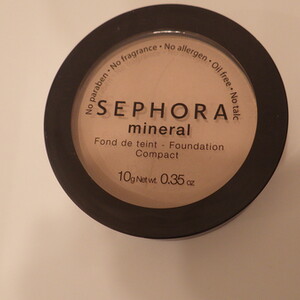 No paraben • No fragrance • No allergen • Oil free • No talc
SEPHORA
mineral
Fond de teint - Foundation
Compact
10g Net wt. 0.35 oz